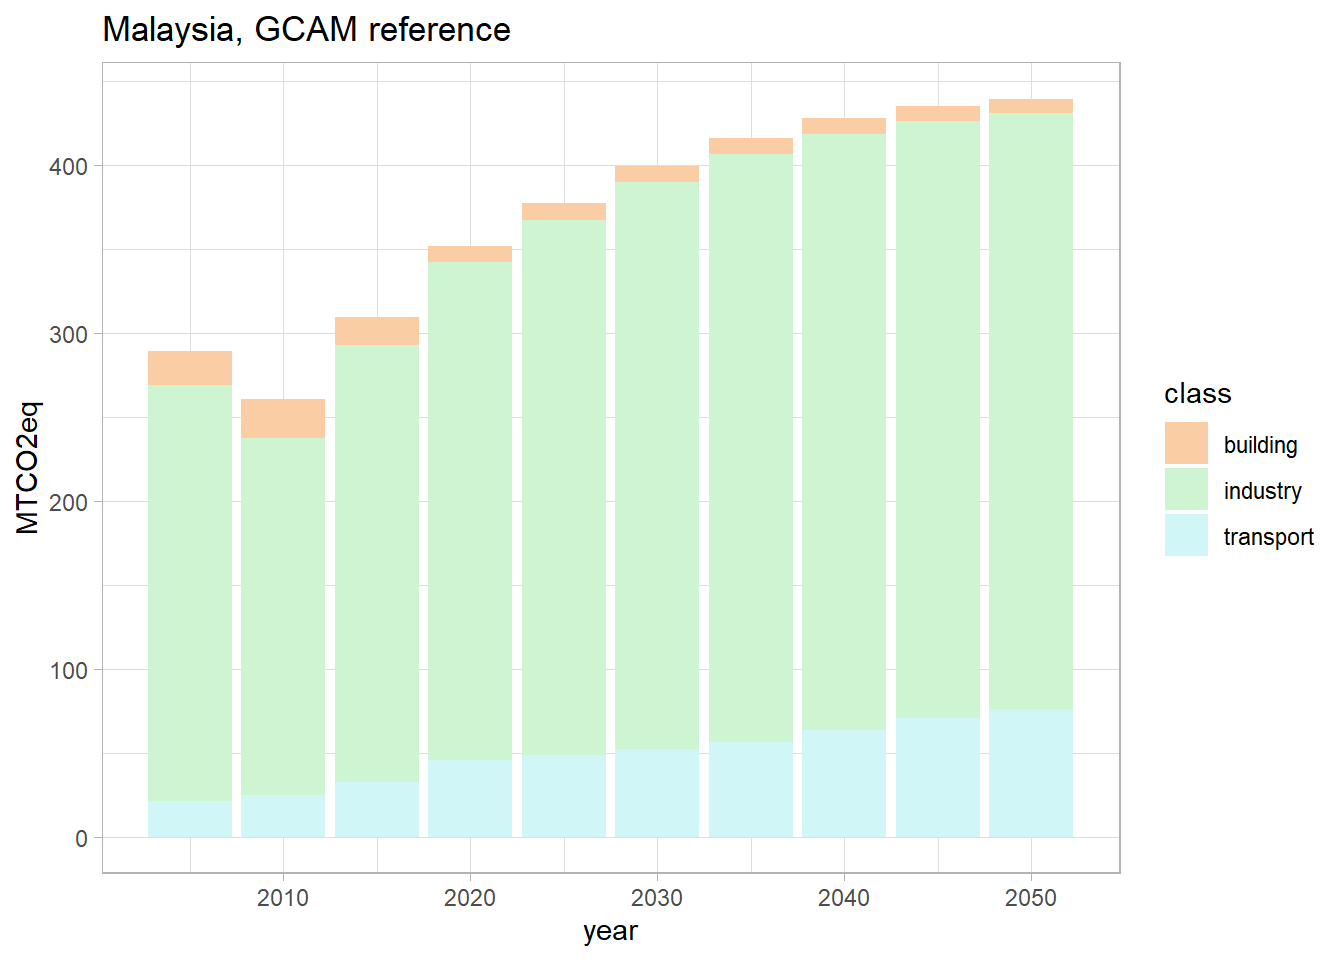 Malaysia, GCAM reference
MTCO2eq
400
300
200
100
0
2010 2020 2030 2040 2050
year
class
building
industry
transport